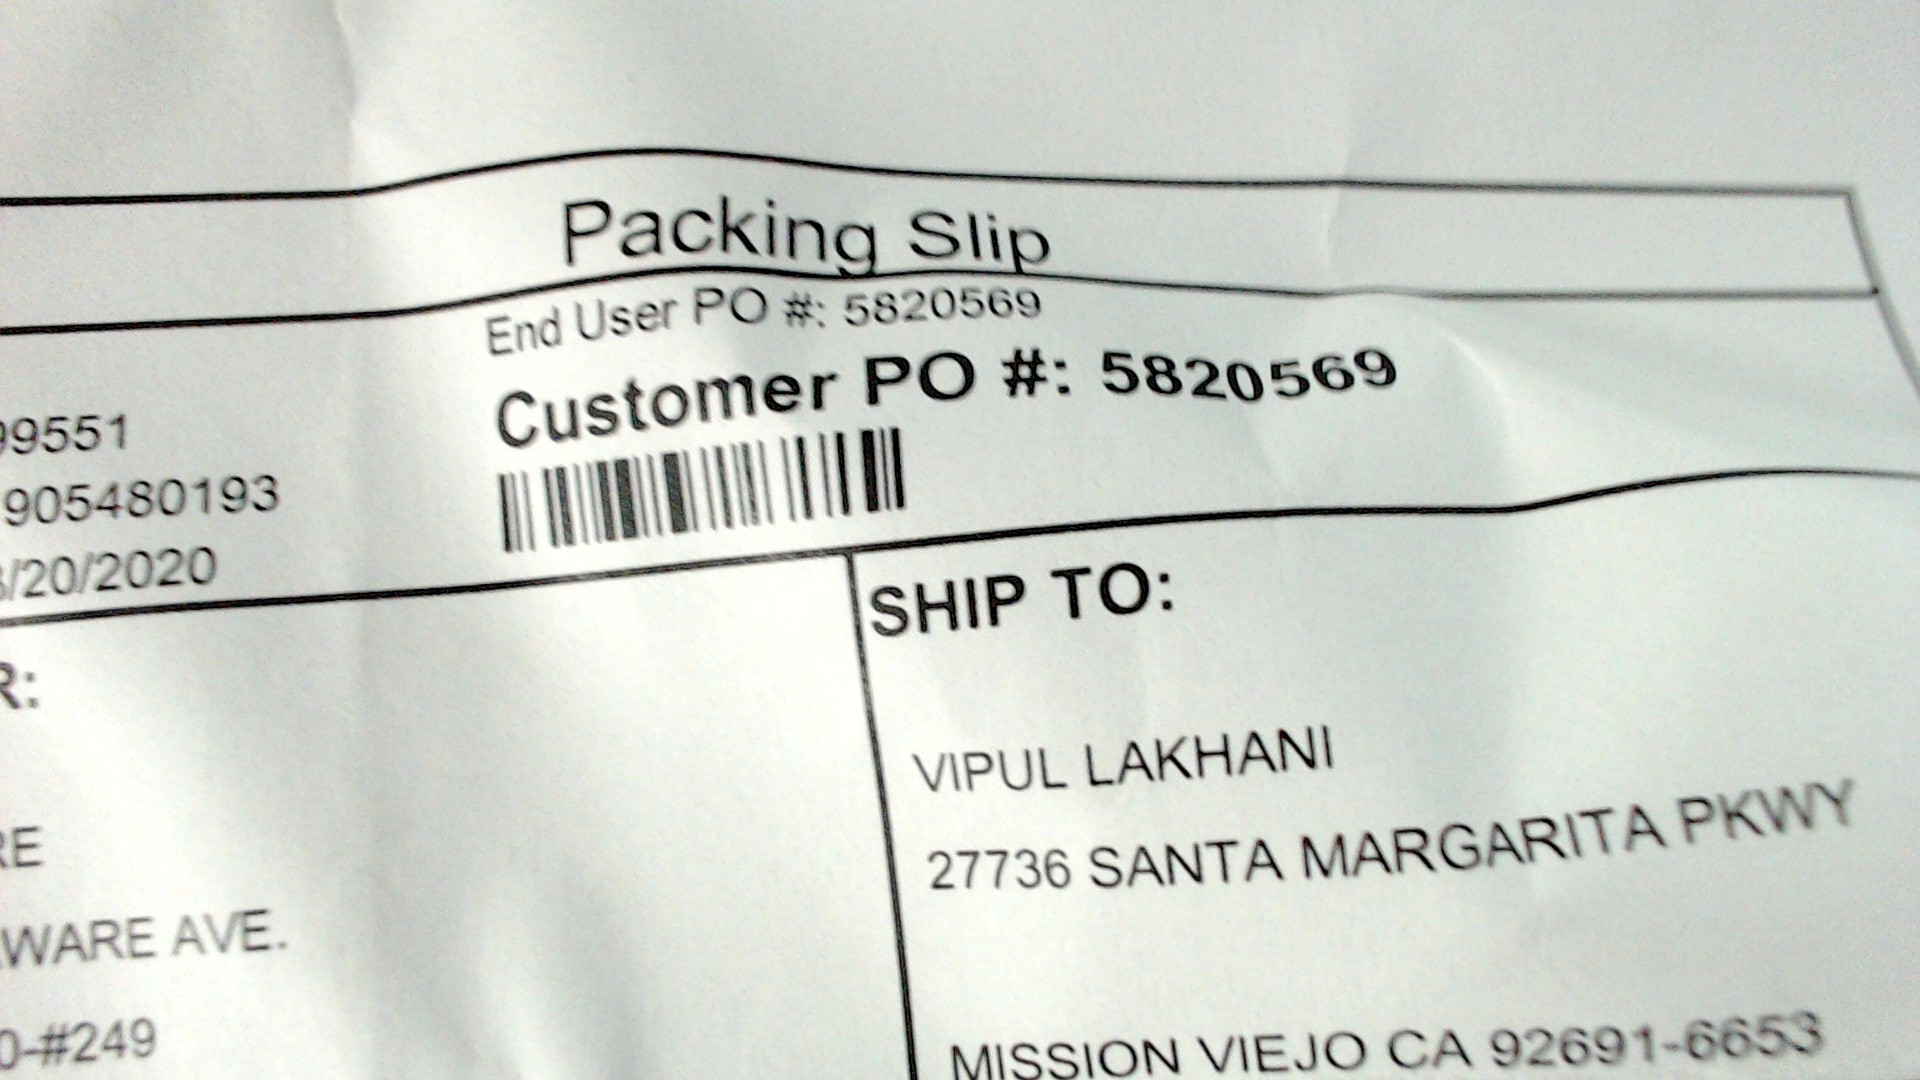 Packing Slip
End User PO #: 5820569
Customer PO #: 5820569
99551
905480193
/20/2020
SHIP TO:
R:
VIPUL LAKHANI
27736 SANTA MARGARITA PKWY
RE
WARE AVE.
0-#249
MISSION VIEJO CA 92691-6653